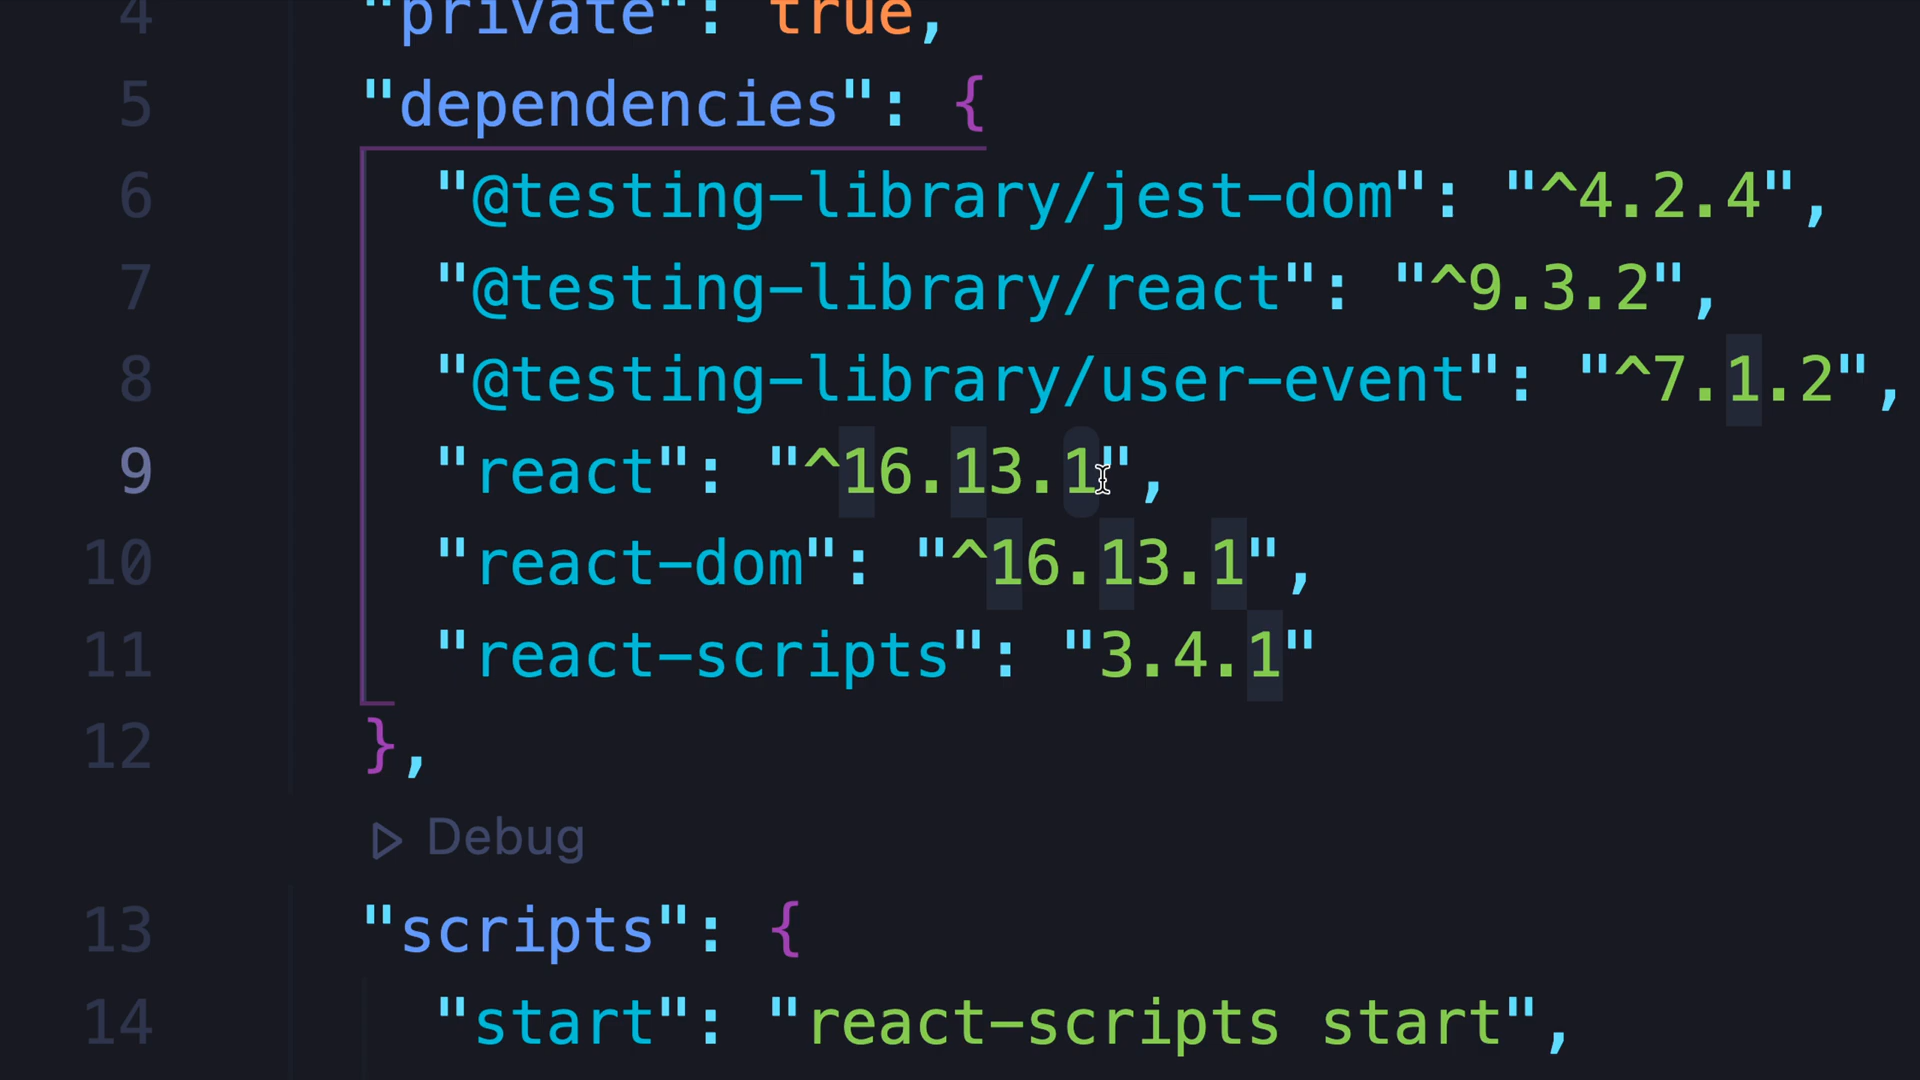 4 "private": true,
5 "dependencies": {
6 "@testing-library/jest-dom": "^4.2.4",
7 "@testing-library/react": "^9.3.2",
8 "@testing-library/user-event": "^7.1.2",
9 "react": "^16.13.1",
10 "react-dom": "^16.13.1",
11 "react-scripts": "3.4.1"
12 },
Debug
13 "scripts": {
14 "start": "react-scripts start",